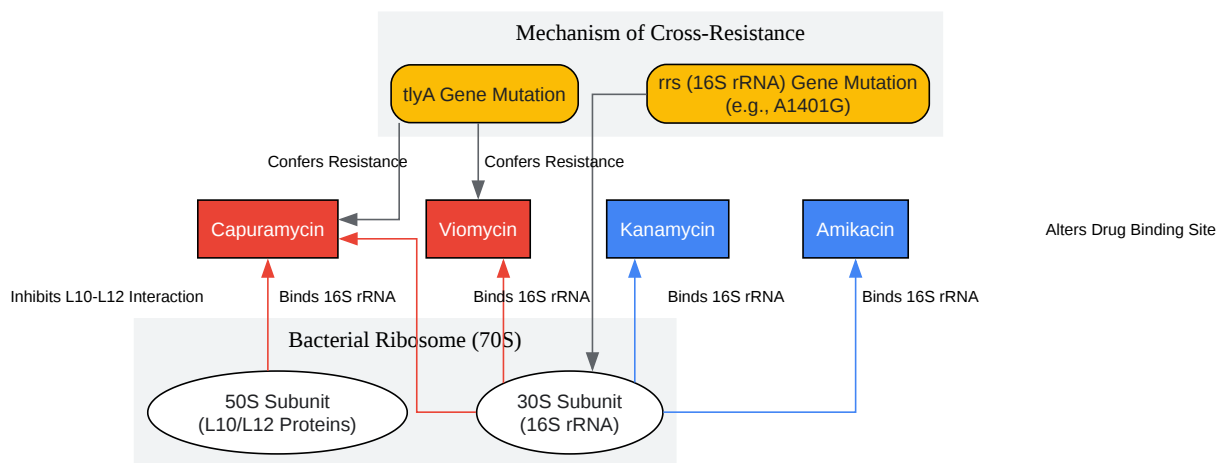 Mechanism of Cross-Resistance
tlyA Gene Mutation
rrs (16S rRNA) Gene Mutation
(e.g., A1401G)
Confers Resistance
Confers Resistance
Capuramycin
Viomycin
Kanamycin
Amikacin
Alters Drug Binding Site
Inhibits L10-L12 Interaction
Binds 16S rRNA
Binds 16S rRNA
Binds 16S rRNA
Binds 16S rRNA
Bacterial Ribosome (70S)
50S Subunit
(L10/L12 Proteins)
30S Subunit
(16S rRNA)